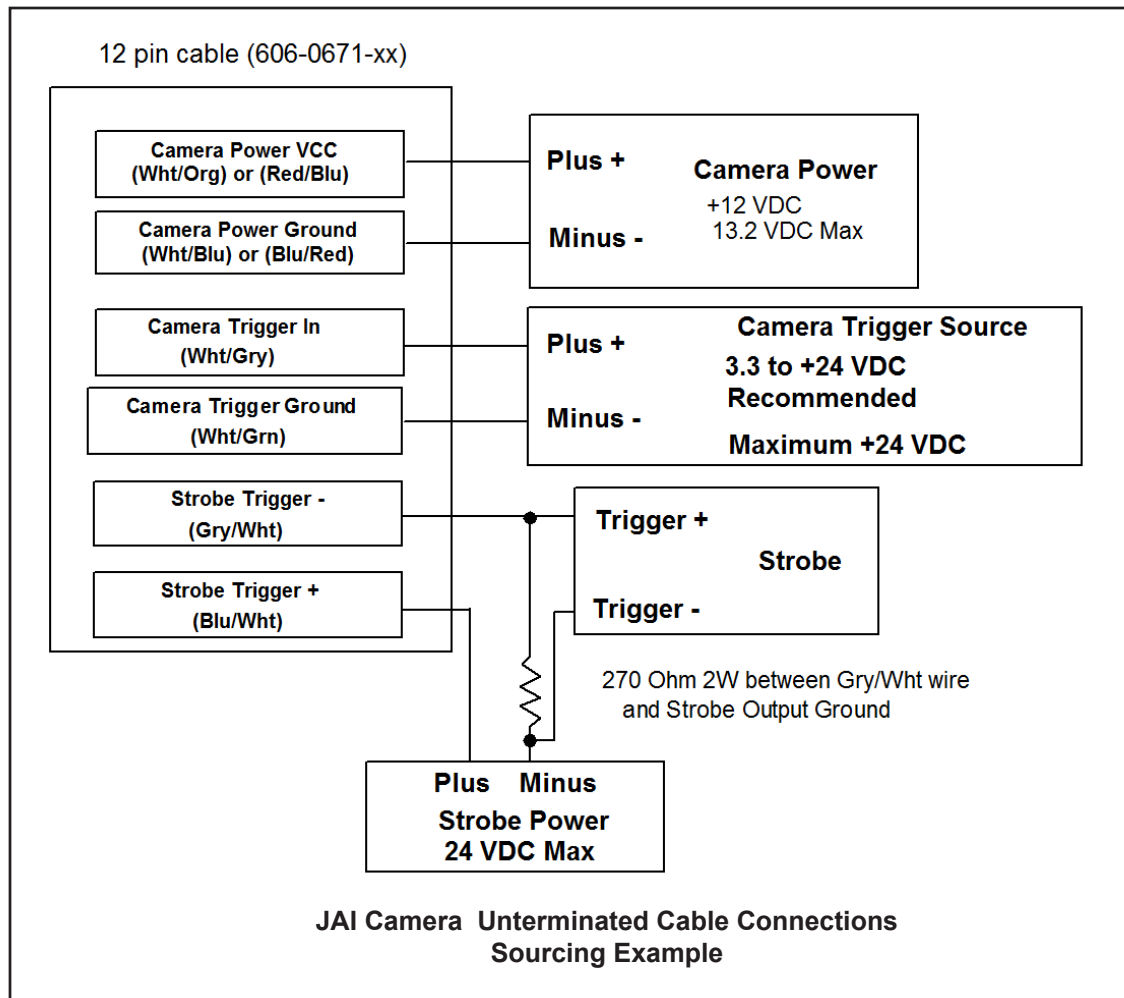 12 pin cable (606-0671-xx)
Camera Power VCC
(Wht/Org) or (Red/Blu)
Camera Power Ground
(Wht/Blu) or (Blu/Red)
Camera Trigger In
(Wht/Gry)
Camera Trigger Ground
(Wht/Grn)
Strobe Trigger -
(Gry/Wht)
Strobe Trigger +
(Blu/Wht)
Plus +
Minus -
Camera Power
+12 VDC
13.2 VDC Max
Plus +
Minus -
Camera Trigger Source
3.3 to +24 VDC
Recommended
Maximum +24 VDC
Trigger +
Strobe
Trigger -
270 Ohm 2W between Gry/Wht wire
and Strobe Output Ground
Plus Minus
Strobe Power
24 VDC Max
JAI Camera Unterminated Cable Connections
Sourcing Example